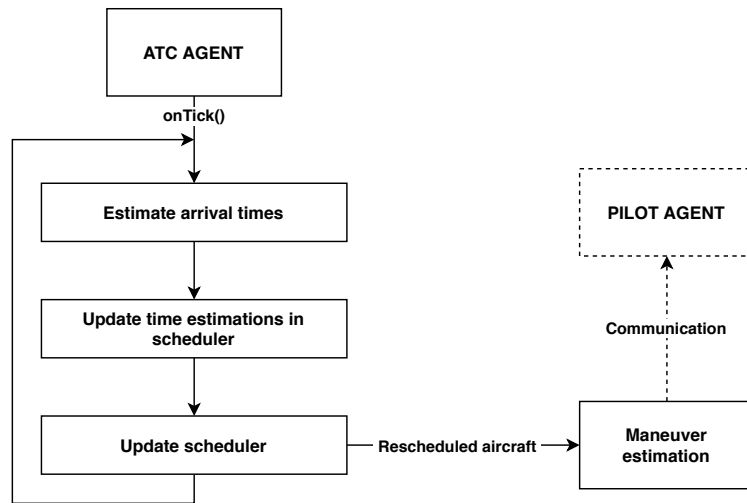 ATC AGENT
onTick()
Estimate arrival times
PILOT AGENT
Update time estimations in
scheduler
Communication
Update scheduler
Rescheduled aircraft
Maneuver
estimation